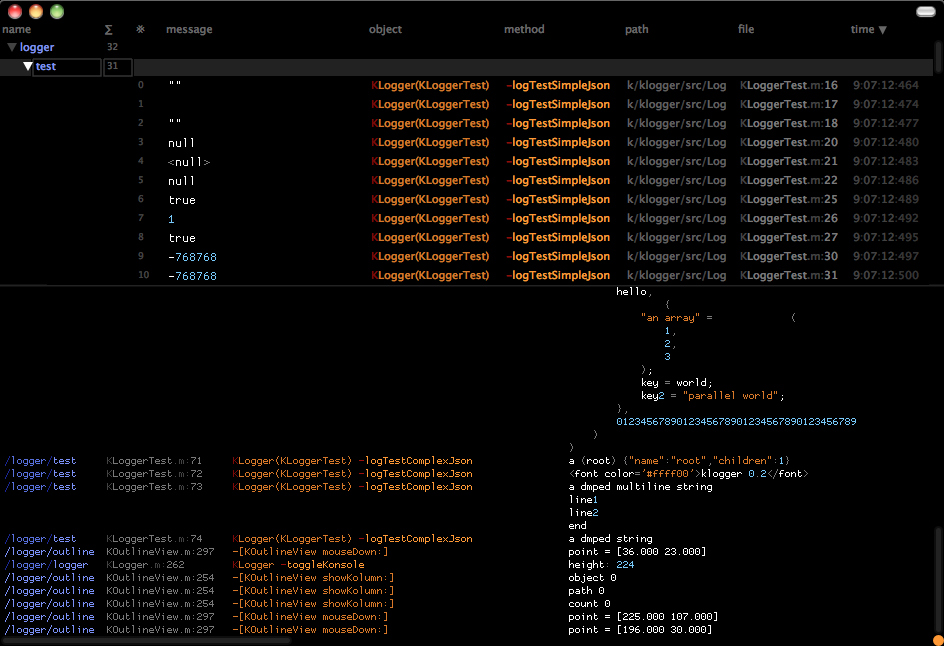 name Σ ※ message object method path file time ▼
▼ logger 32
▼ test 31
0 "" KLogger(KLoggerTest) -logTestSimpleJson k/klogger/src/Log KLoggerTest.m:16 9:07:12:464
1 KLogger(KLoggerTest) -logTestSimpleJson k/klogger/src/Log KLoggerTest.m:17 9:07:12:474
2 "" KLogger(KLoggerTest) -logTestSimpleJson k/klogger/src/Log KLoggerTest.m:18 9:07:12:477
3 null KLogger(KLoggerTest) -logTestSimpleJson k/klogger/src/Log KLoggerTest.m:20 9:07:12:480
4 <null> KLogger(KLoggerTest) -logTestSimpleJson k/klogger/src/Log KLoggerTest.m:21 9:07:12:483
5 null KLogger(KLoggerTest) -logTestSimpleJson k/klogger/src/Log KLoggerTest.m:22 9:07:12:486
6 true KLogger(KLoggerTest) -logTestSimpleJson k/klogger/src/Log KLoggerTest.m:25 9:07:12:489
7 1 KLogger(KLoggerTest) -logTestSimpleJson k/klogger/src/Log KLoggerTest.m:26 9:07:12:492
8 true KLogger(KLoggerTest) -logTestSimpleJson k/klogger/src/Log KLoggerTest.m:27 9:07:12:495
9 -768768 KLogger(KLoggerTest) -logTestSimpleJson k/klogger/src/Log KLoggerTest.m:30 9:07:12:497
10 -768768 KLogger(KLoggerTest) -logTestSimpleJson k/klogger/src/Log KLoggerTest.m:31 9:07:12:500
hello,
{
"an array" = (
1,
2,
3
);
key = world;
key2 = "parallel world";
},
0123456789012345678901234567890123456789
)
)
/logger/test KLoggerTest.m:71 KLogger(KLoggerTest) -logTestComplexJson a (root) {"name":"root","children":1}
/logger/test KLoggerTest.m:72 KLogger(KLoggerTest) -logTestComplexJson <font color='#ffff00'>klogger 0.2</font>
/logger/test KLoggerTest.m:73 KLogger(KLoggerTest) -logTestComplexJson a dmped multiline string
line1
line2
end
/logger/test KLoggerTest.m:74 KLogger(KLoggerTest) -logTestComplexJson a dmped string
/logger/outline KOutlineView.m:297 -[KOutlineView mouseDown:] point = [36.000 23.000]
/logger/logger KLogger.m:262 KLogger -toggleKonsole height: 224
/logger/outline KOutlineView.m:254 -[KOutlineView showKolumn:] object 0
/logger/outline KOutlineView.m:254 -[KOutlineView showKolumn:] path 0
/logger/outline KOutlineView.m:254 -[KOutlineView showKolumn:] count 0
/logger/outline KOutlineView.m:297 -[KOutlineView mouseDown:] point = [225.000 107.000]
/logger/outline KOutlineView.m:297 -[KOutlineView mouseDown:] point = [196.000 30.000]